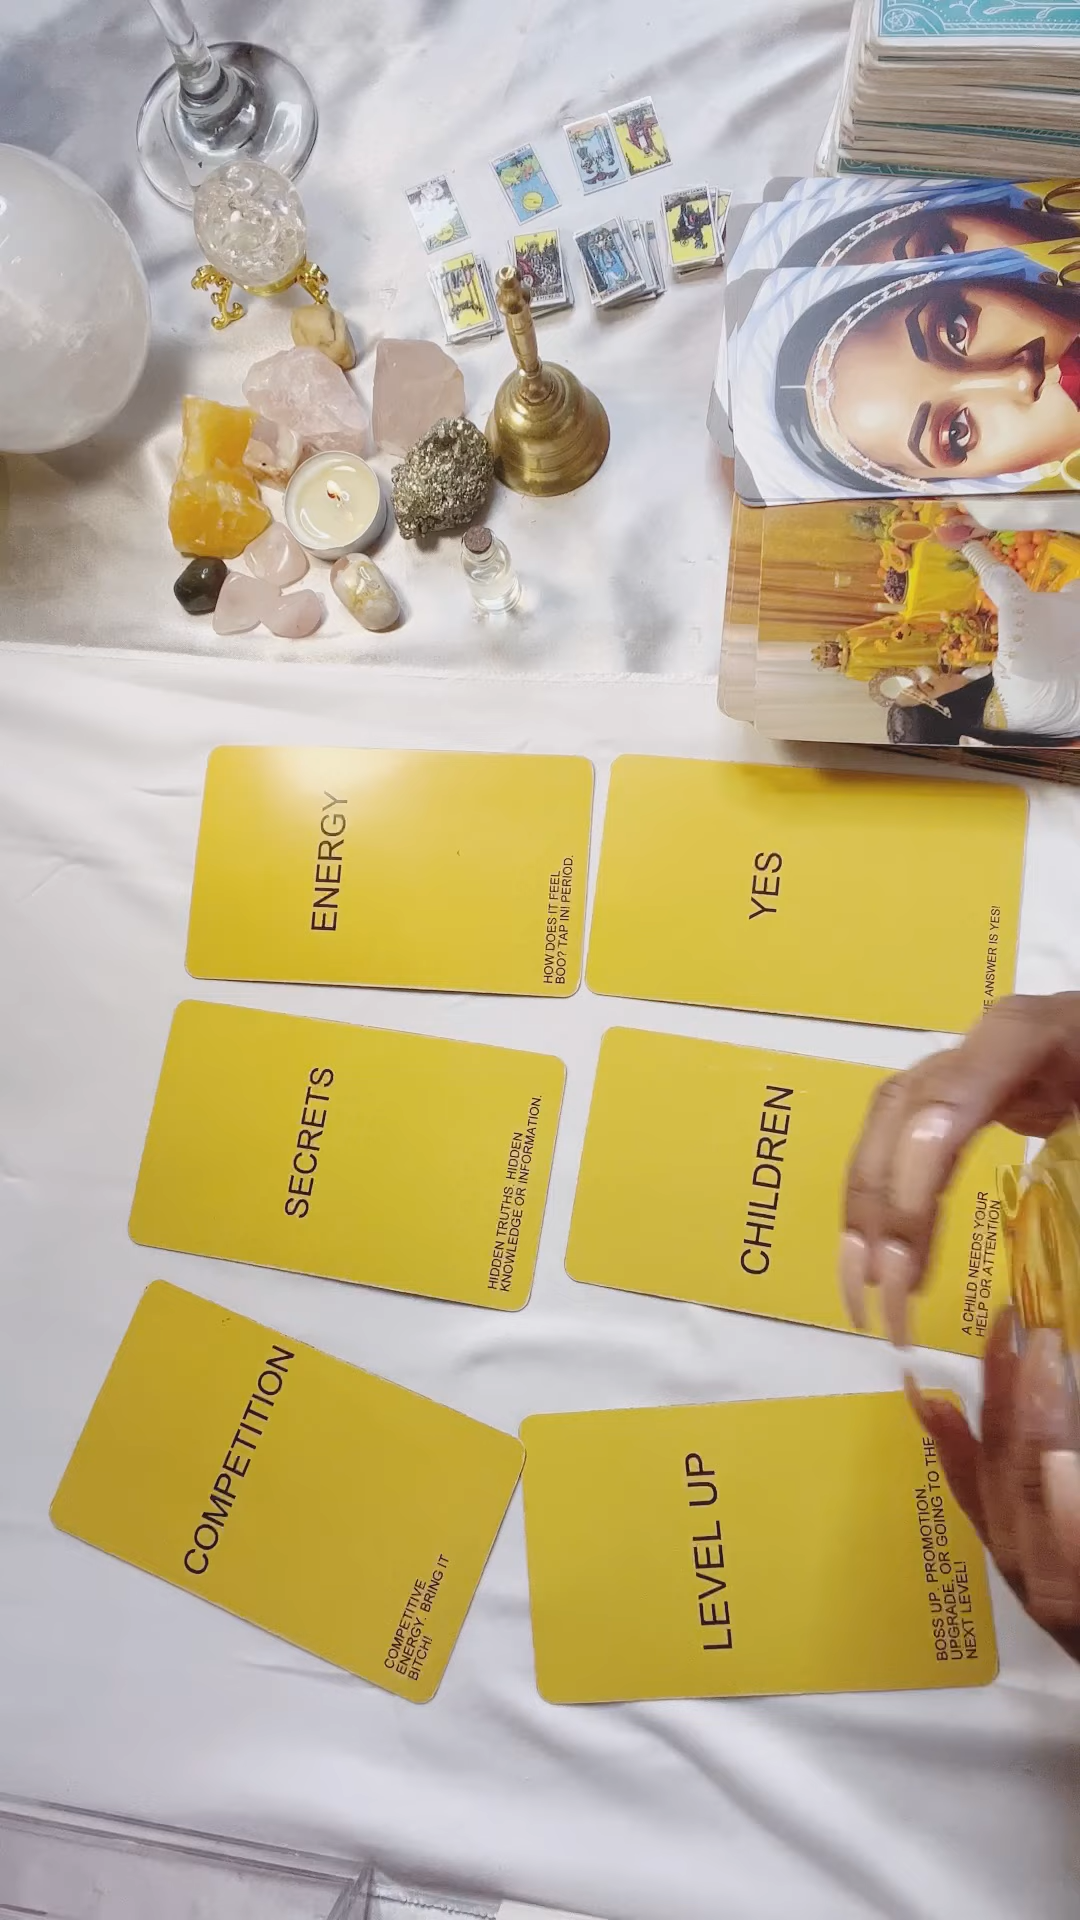 ENERGY
HOW DOES IT FEEL
BOO? TAP IN! PERIOD.
YES
ANSWER IS YES!
SECRETS
HIDDEN TRUTHS. HIDDEN
KNOWLEDGE OR INFORMATION.
CHILDREN
A CHILD NEEDS YOUR
HELP OR ATTENTION
COMPETITION
COMPETITIVE
ENERGY. BRING IT
BITCH!
LEVEL UP
BOSS UP. PROMOTION,
UPGRADE, OR GOING TO THE
NEXT LEVEL!